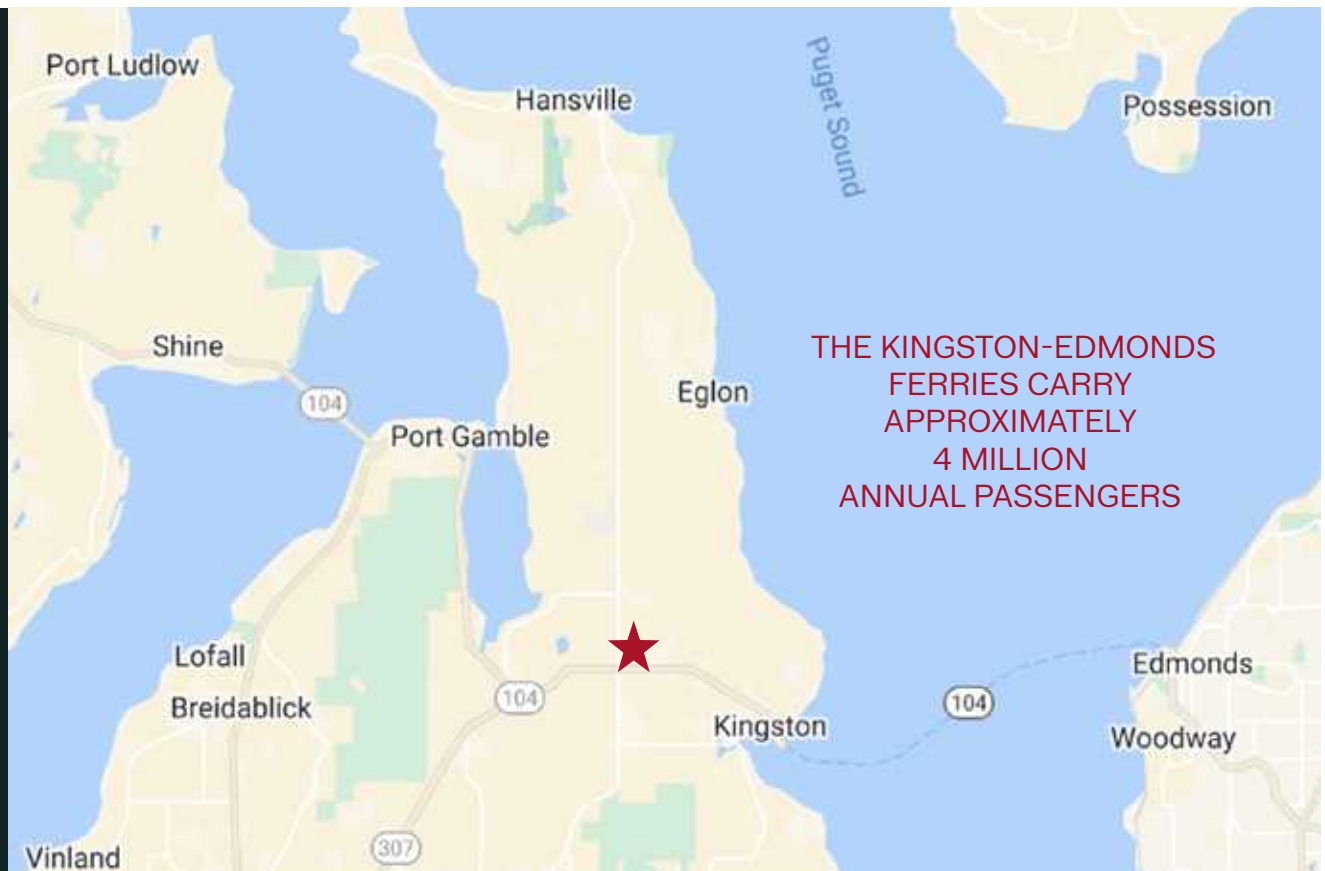 Port Ludlow
Hansville
Puget Sound
Possession
Shine
104
Eglon
Port Gamble
THE KINGSTON-EDMONDS
FERRIES CARRY
APPROXIMATELY
4 MILLION
ANNUAL PASSENGERS
Lofall
Breidablick
104
Kingston
104
Edmonds
Woodway
307
Vinland